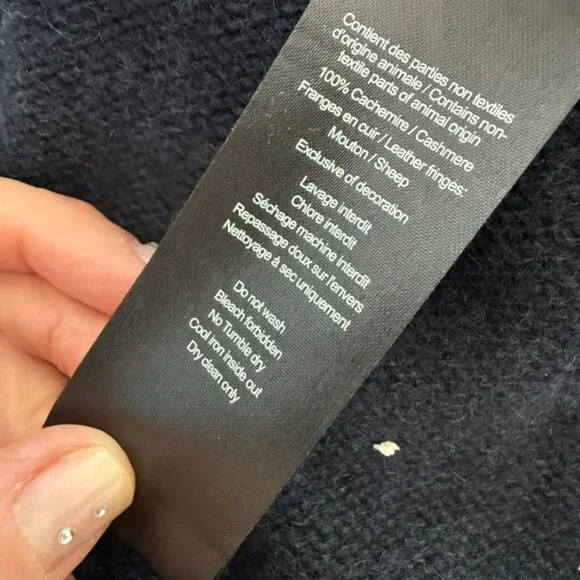 Contient des parties non textiles
d'origine animale / Contains non-
textile parts of animal origin
100% Cachemire / Cashmere
Franges en cuir / Leather fringes:
Mouton / Sheep
Exclusive of decoration
Lavage interdit
Chlore interdit
Séchage machine interdit
Repassage doux sur l'envers
Nettoyage à sec uniquement
Do not wash
Bleach forbidden
No Tumble dry
Cool iron inside out
Dry clean only